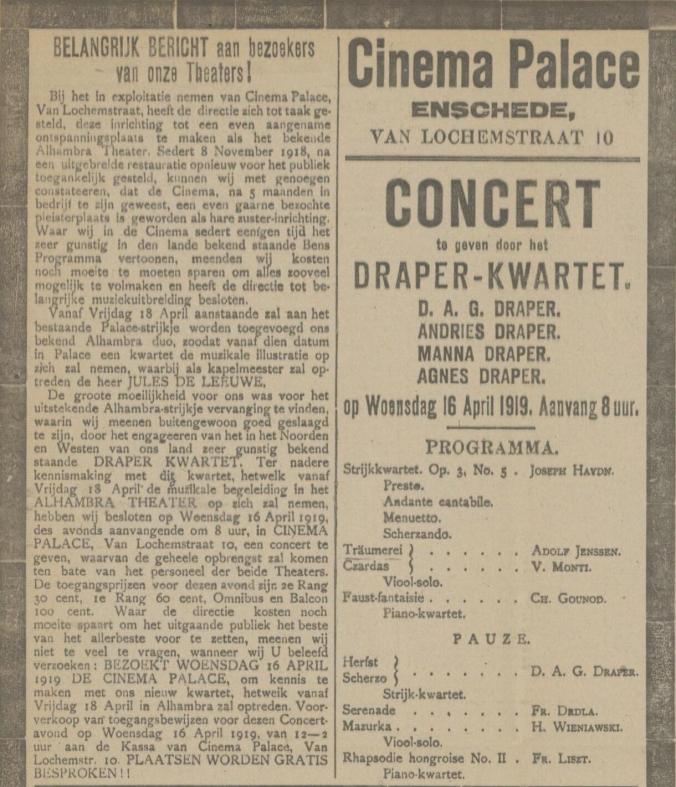 BELANGRIJK BERICHT aan bezoekers
van onze Theaters!
Bij het in exploitatie nemen van Cinema Palace,
Van Lochemstraat, heeft de directie zich tot taak ge-
steld, deze inrichting tot een even aangename
ontspanningsplaats te maken als het bekende
Alhambra Theater. Sedert 8 November 1918, na
een uitgebreide restauratie opnieuw voor het publiek
toegankelijk gesteld, kunnen wij met genoegen
constateeren, dat de Cinema, na 5 maanden in
bedrijf te zijn geweest, een even gaarne bezochte
pleisterplaats is geworden als hare zuster-inrichting.
Waar wij in de Cinema sedert eenigen tijd het
zeer gunstig in den lande bekend staande Bens
Programma vertoonen, meenden wij kosten
noch moeite te moeten sparen om alles zooveel
mogelijk te volmaken en heeft de directie tot be-
langrijke muziekuitbreiding besloten.
Vanaf Vrijdag 18 April aanstaande zal aan het
bestaande Palace-strijkje worden toegevoegd ons
bekend Alhambra duo, zoodat vanaf dien datum
in Palace een kwartet de muzikale illustratie op
zich zal nemen, waarbij als kapelmeester zal op-
treden de heer JULES DE LEEUWE,
De groote moeilijkheid voor ons was voor het
uitstekende Alhambra-strijkje vervanging te vinden,
waarin wij meenen buitengewoon goed geslaagd
te zijn, door het engageeren van het in het Noorden
en Westen van ons land zeer gunstig bekend
staande DRAPER KWARTET. Ter nadere
kennismaking met dit kwartet, hetwelk vanaf
Vrijdag 18 April de muzikale begeleiding in het
ALHAMBRA THEATER op zich zal nemen,
hebben wij besloten op Woensdag 16 April 1919,
des avonds aanvangende om 8 uur, in CINEMA
PALACE, Van Lochemstraat 10, een concert te
geven, waarvan de geheele opbrengst zal komen
ten bate van het personeel der beide Theaters.
De toegangsprijzen voor dezen avond zijn 2e Rang
30 cent, 1e Rang 60 cent, Omnibus en Balcon
100 cent. Waar de directie kosten noch
moeite spaart om het uitgaande publiek het beste
van het allerbeste voor te zetten, meenen wij
niet te veel te vragen, wanneer wij U beleefd
verzoeken: BEZOEKT WOENSDAG 16 APRIL
1919 DE CINEMA PALACE, om kennis te
maken met ons nieuw kwartet, hetwelk vanaf
Vrijdag 18 April in Alhambra zal optreden. Voor-
verkoop van toegangsbewijzen voor dezen Concert-
avond op Woensdag 16 April 1919, van 12—2
uur aan de Kassa van Cinema Palace, Van
Lochemstr. 10. PLAATSEN WORDEN GRATIS
BESPROKEN!!
Cinema Palace
ENSCHEDE,
VAN LOCHEMSTRAAT 10
CONCERT
te geven door het
DRAPER-KWARTET.
D. A. G. DRAPER.
ANDRIES DRAPER.
MANNA DRAPER.
AGNES DRAPER.
op Woensdag 16 April 1919. Aanvang 8 uur.
PROGRAMMA.
Strijkkwartet. Op. 3, No. 5 . JOSEPH HAYDN.
Presto.
Andante cantabile.
Menuetto.
Scherzando.
Träumerei } . . . . . . ADOLF JENSSEN.
Czardas } . . . . . . V. MONTI.
Viool-solo.
Faust-fantaisie . . . . . . CH. GOUNOD.
Piano-kwartet.
PAUZE.
Herfst }
Scherzo } . . . . . . D. A. G. DRAPER.
Strijk-kwartet.
Serenade . . . . . . FR. DRDLA.
Mazurka . . . . . . . H. WIENIAWSKI.
Viool-solo.
Rhapsodie hongroise No. II . FR. LISZT.
Piano-kwartet.